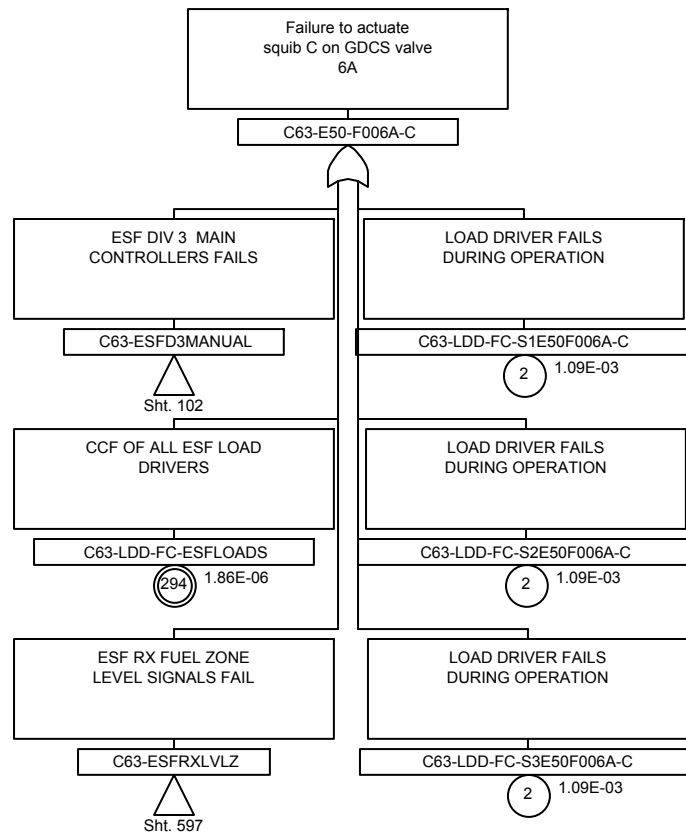 Failure to actuate
squib C on GDCS valve
6A
C63-E50-F006A-C
ESF DIV 3 MAIN
CONTROLLERS FAILS
C63-ESFD3MANUAL
Sht. 102
LOAD DRIVER FAILS
DURING OPERATION
C63-LDD-FC-S1E50F006A-C
2
1.09E-03
CCF OF ALL ESF LOAD
DRIVERS
C63-LDD-FC-ESFLOADS
294
1.86E-06
LOAD DRIVER FAILS
DURING OPERATION
C63-LDD-FC-S2E50F006A-C
2
1.09E-03
ESF RX FUEL ZONE
LEVEL SIGNALS FAIL
C63-ESFRXLVLZ
Sht. 597
LOAD DRIVER FAILS
DURING OPERATION
C63-LDD-FC-S3E50F006A-C
2
1.09E-03